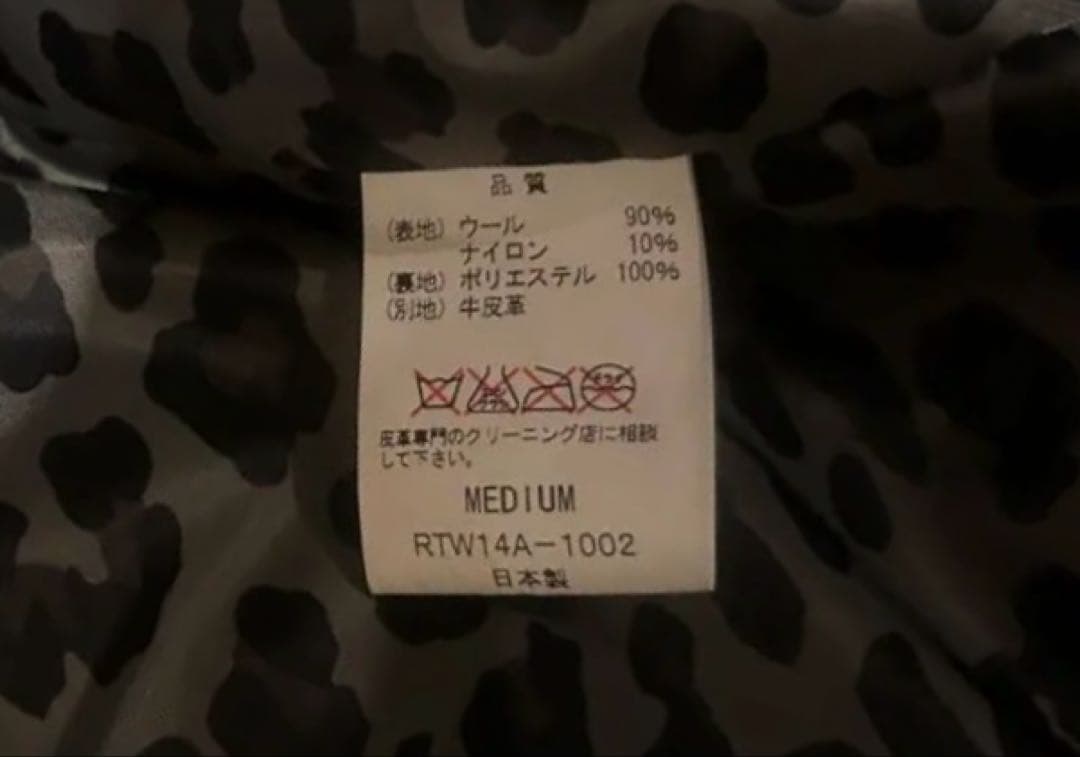 品質
(表地) ウール 90%
ナイロン 10%
(裏地) ポリエステル 100%
(別地) 牛皮革
皮革専門のクリーニング店に相談
して下さい。
MEDIUM
RTW14A-1002
日本製